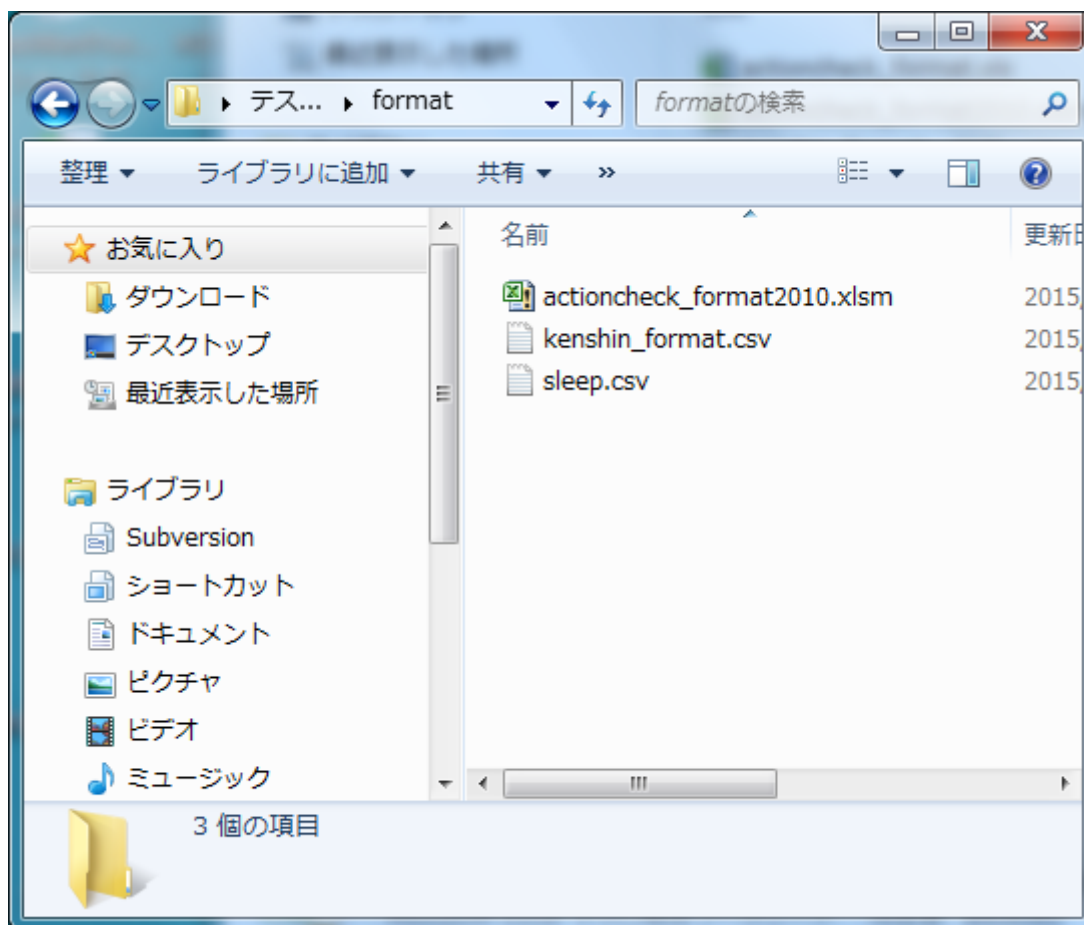 テス... format
formatの検索
整理 ライブラリに追加 共有 »
お気に入り
ダウンロード
デスクトップ
最近表示した場所
ライブラリ
Subversion
ショートカット
ドキュメント
ピクチャ
ビデオ
ミュージック
名前 更新日
actioncheck_format2010.xlsm 2015/
kenshin_format.csv 2015/
sleep.csv 2015/
3 個の項目